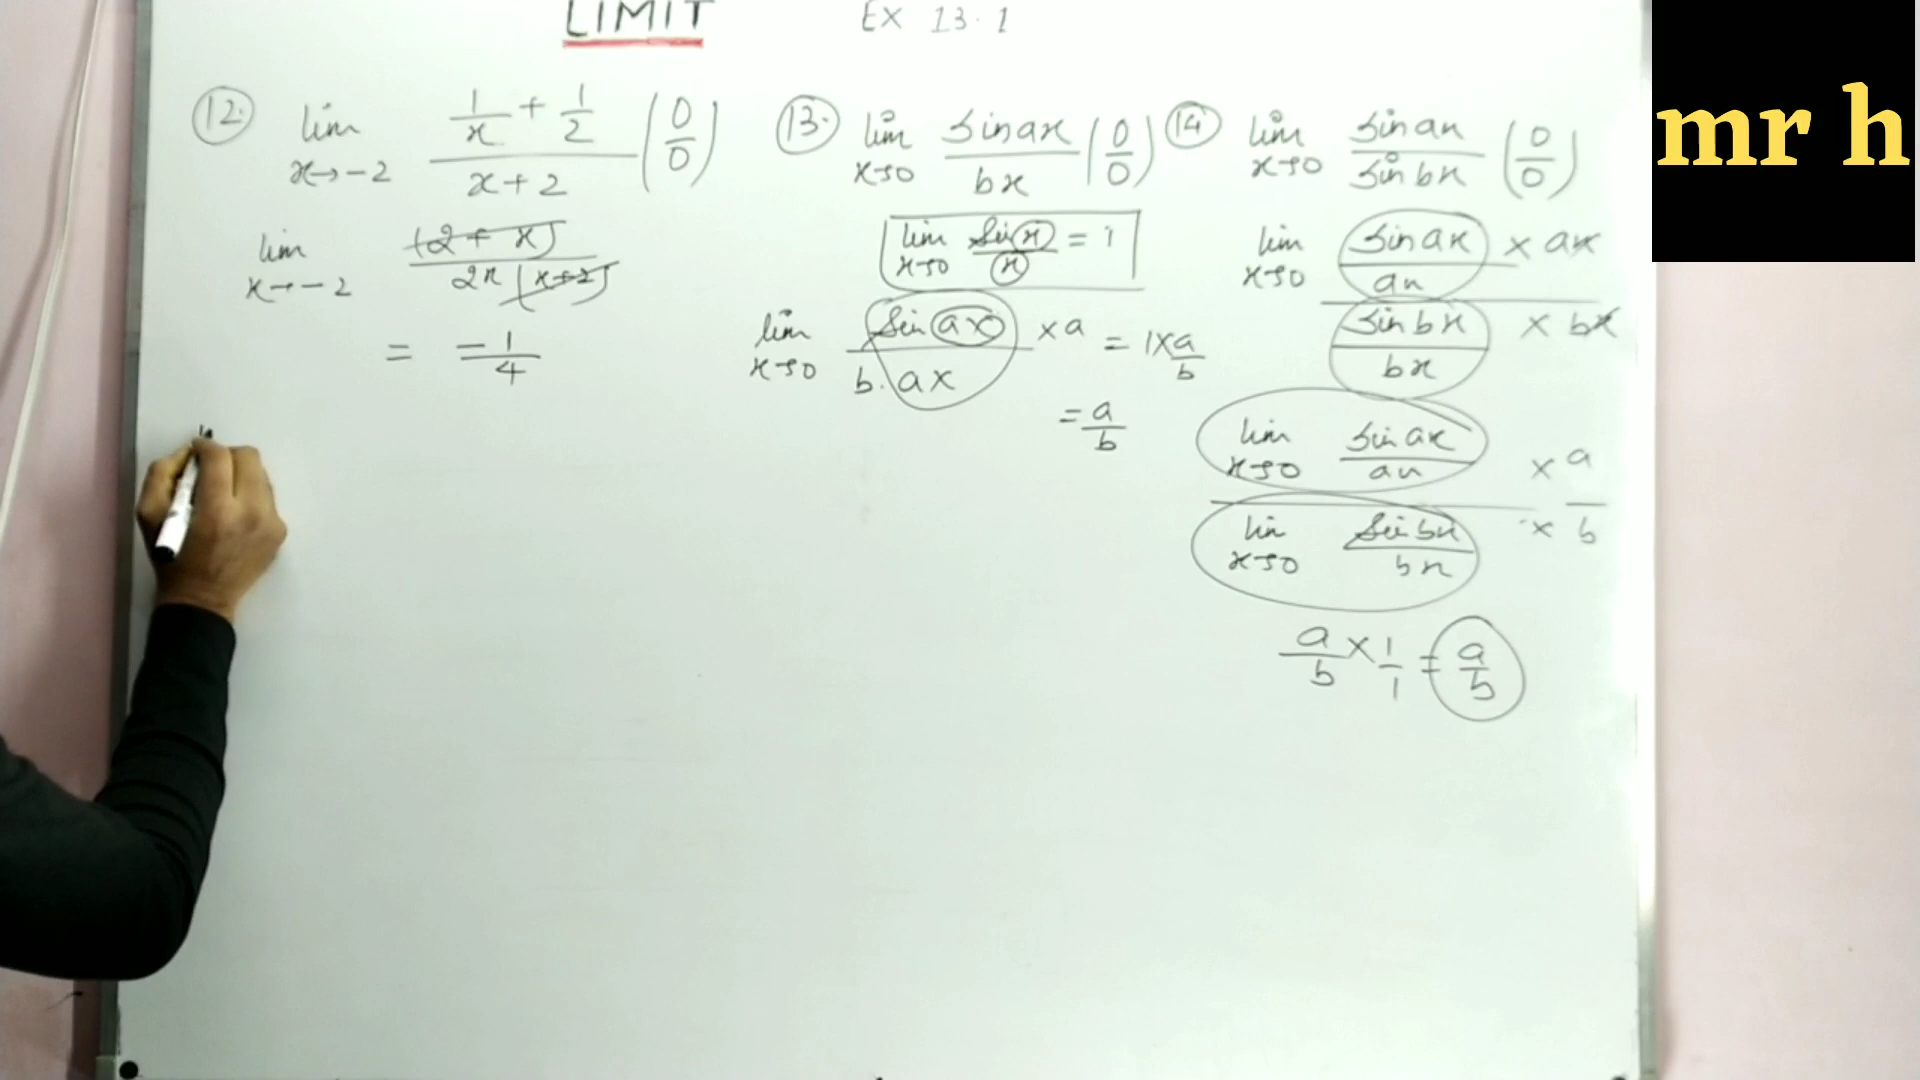 LIMIT EX 13.1
mr h
12. lim x→-2 (1/x + 1/2)/(x+2) (0/0)
lim x→-2 (2+x)/(2x(x+2))
= -1/4
13. lim x→0 sin ax/bx (0/0)
lim x→0 sin x/x = 1
lim x→0 sin ax/(b.ax) × a = 1×a/b
= a/b
14. lim x→0 sin ax/sin bx (0/0)
lim x→0 sin ax/ax × ax
sin bx/bx × bx
lim x→0 sin ax/ax × a
lim x→0 sin bx/bx × b
a/b × 1/1 = a/b